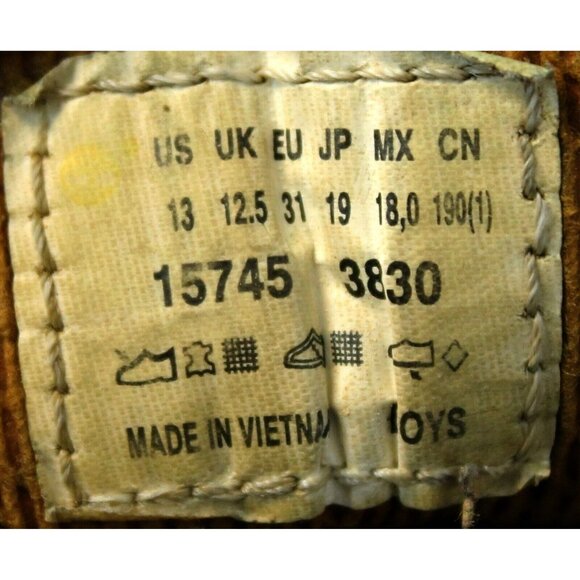 US UK EU JP MX CN
13 12.5 31 19 18,0 190(1)
15745 3830
MADE IN VIETNA OYS